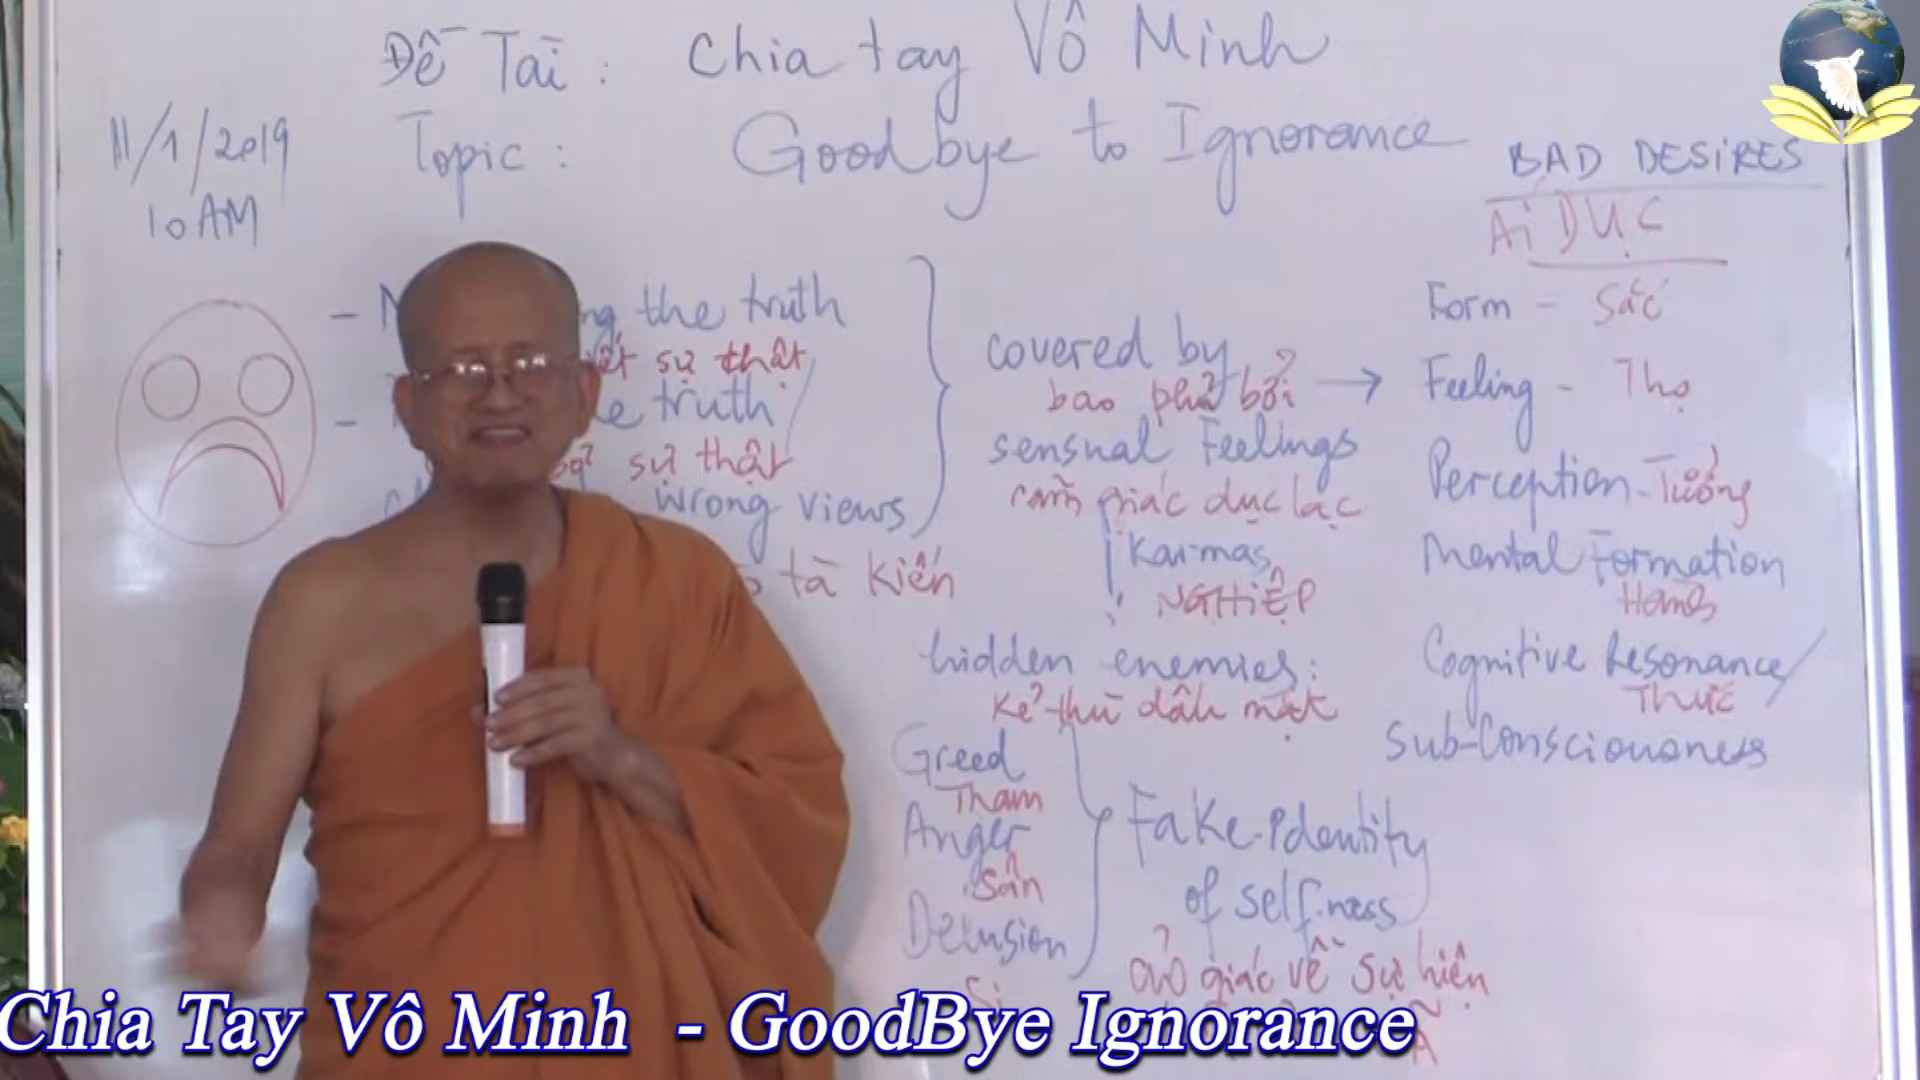 Đề Tài : Chia tay Vô Minh
11/1/2019
10 AM
Topic : Goodbye to Ignorance
BAD DESIRES
ÁI DỤC
the truth
sự thật
truth
sự thật
wrong views
tà kiến
covered by
bao phủ bởi
sensual Feelings
cảm giác dục lạc
Karmas
NGHIỆP
hidden enemies:
kẻ thù dấu mặt
Greed
Tham
Anger
Sân
Delusion
Si
Fake-Identity
of self-ness
ảo giác về sự hiện
Form - Sắc
Feeling - Thọ
Perception - Tưởng
Mental Formation
Hành
Cognitive Resonance/
Thức
Sub-Consciousness
Chia Tay Vô Minh - GoodBye Ignorance